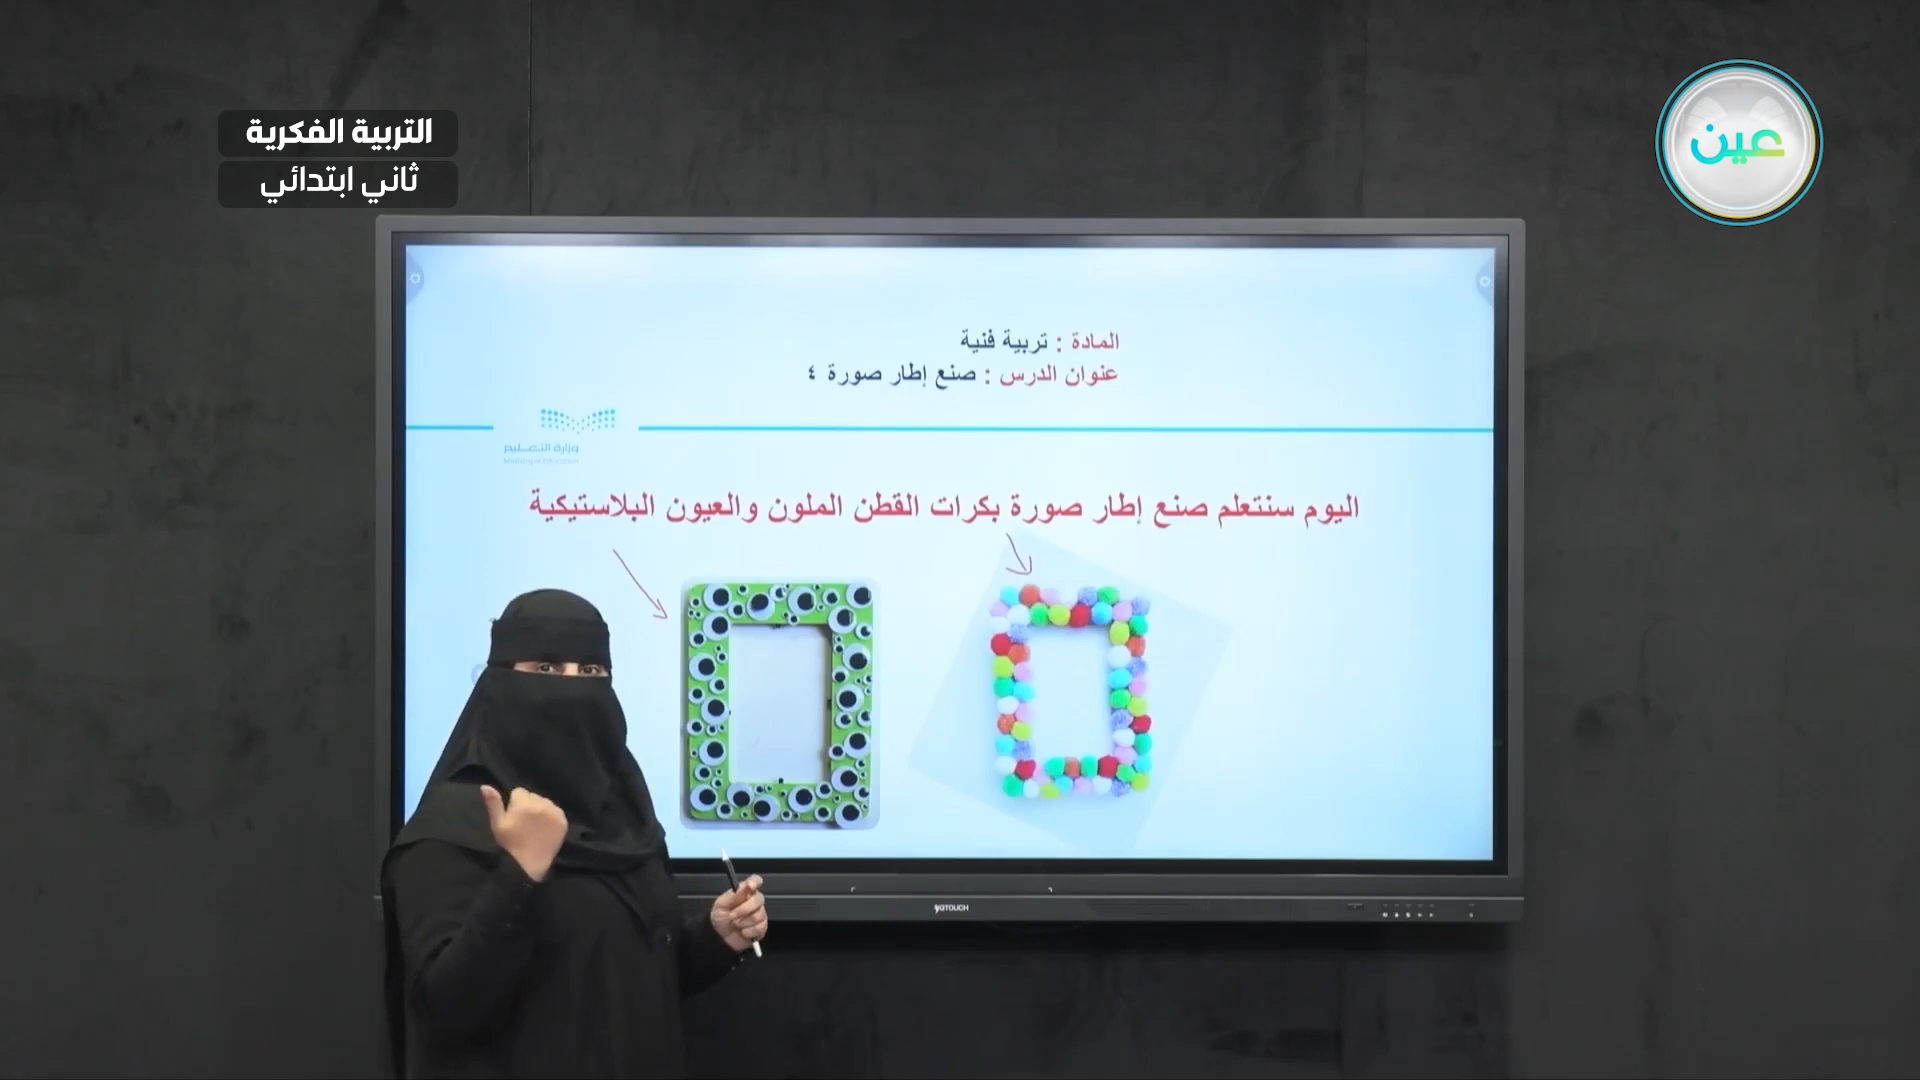 التربية الفكرية
ثاني ابتدائي
عين
المادة : تربية فنية
عنوان الدرس : صنع إطار صورة ٤
وزارة التعليم
Ministry of Education
اليوم سنتعلم صنع إطار صورة بكرات القطن الملون والعيون البلاستيكية